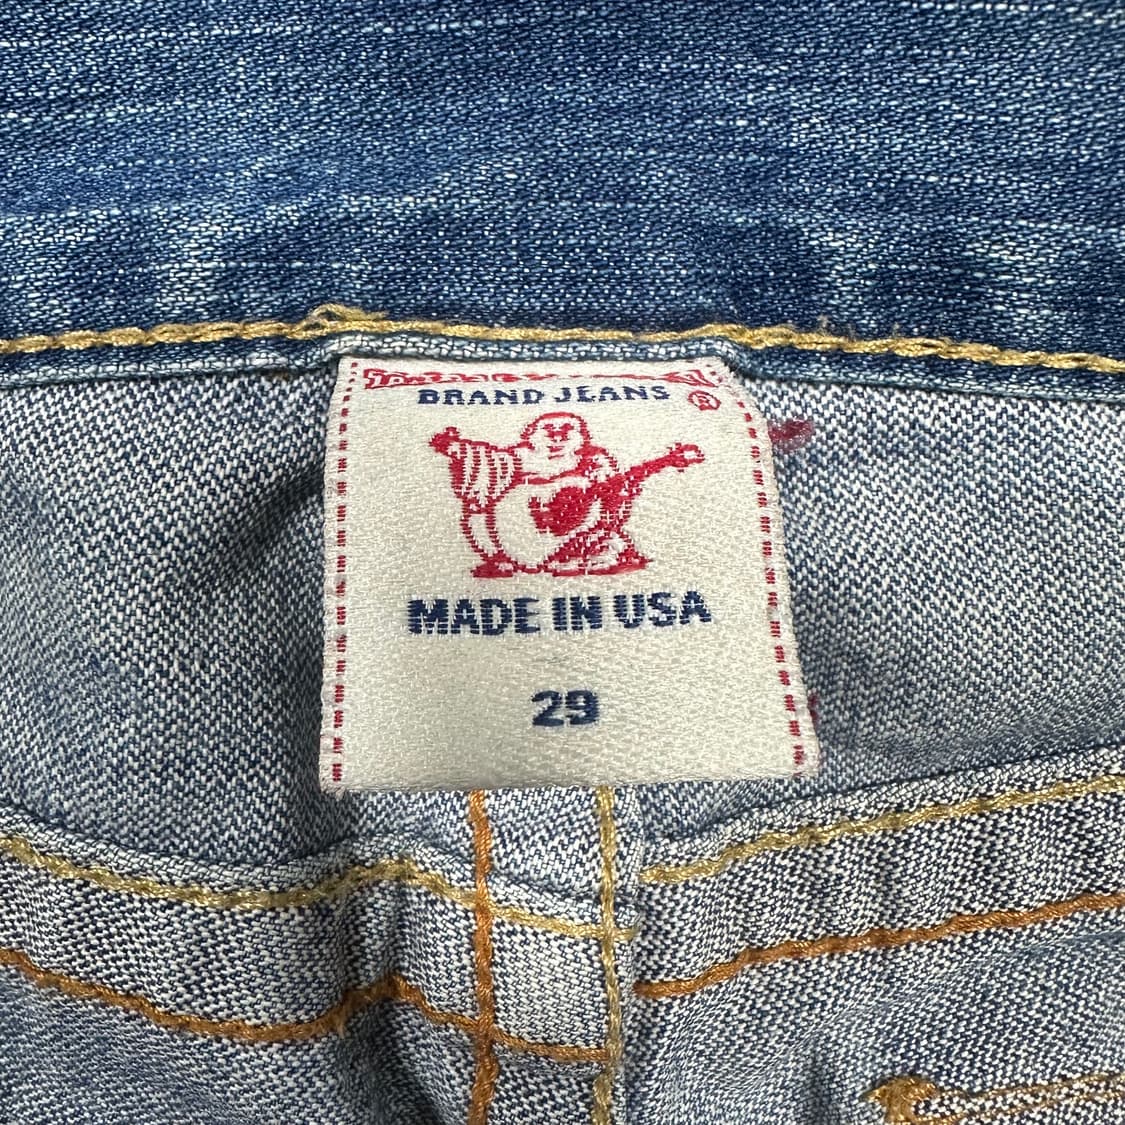 BRAND JEANS ®
MADE IN USA
29